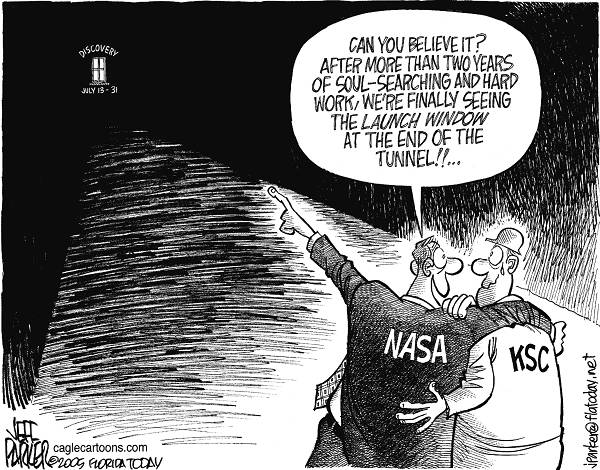 DISCOVERY
JULY 13-31
CAN YOU BELIEVE IT?
AFTER MORE THAN TWO YEARS
OF SOUL-SEARCHING AND HARD
WORK, WE'RE FINALLY SEEING
THE LAUNCH WINDOW
AT THE END OF THE
TUNNEL!!...
NASA
KSC
JEFF
PARKER
caglecartoons.com
©2005 FLORIDA TODAY
jparker@flatoday.net